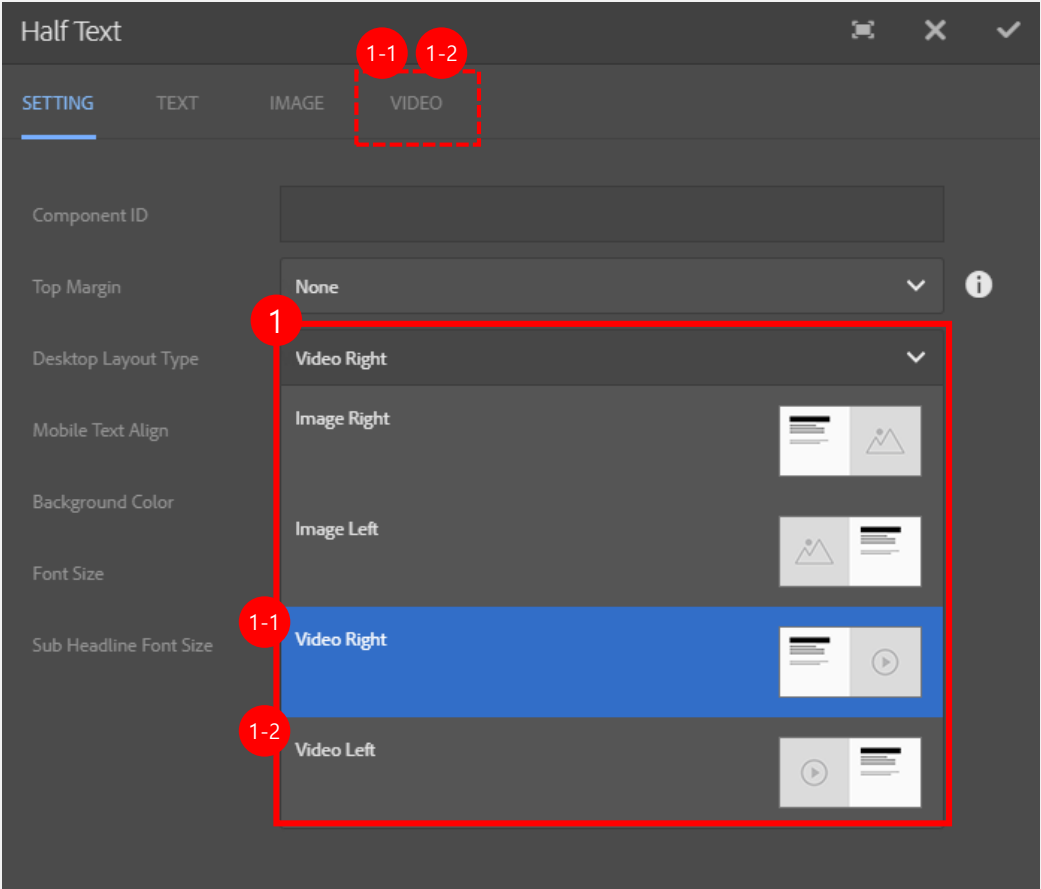 Half Text
1-1 1-2
SETTING TEXT IMAGE VIDEO
Component ID
Top Margin None
1
Desktop Layout Type Video Right
Image Right
Mobile Text Align
Background Color
Image Left
Font Size
1-1
Sub Headline Font Size Video Right
1-2
Video Left